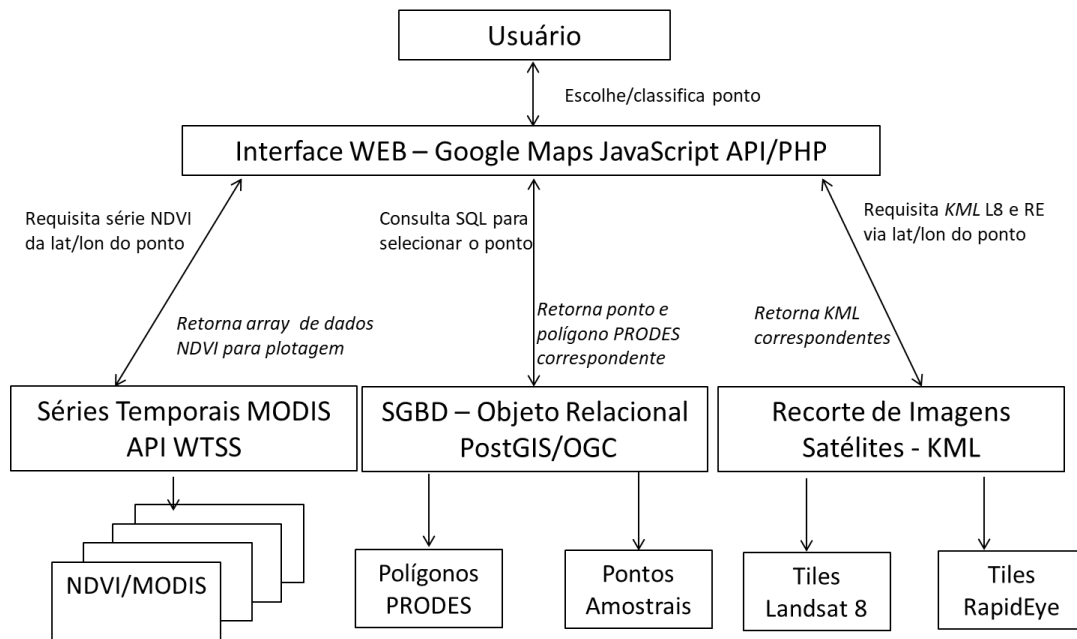 Usuário
Escolhe/classifica ponto
Interface WEB – Google Maps JavaScript API/PHP
Requisita série NDVI
da lat/lon do ponto
Consulta SQL para
selecionar o ponto
Requisita KML L8 e RE
via lat/lon do ponto
Retorna array de dados
NDVI para plotagem
Retorna ponto e
polígono PRODES
correspondente
Retorna KML
correspondentes
Séries Temporais MODIS
API WTSS
SGBD – Objeto Relacional
PostGIS/OGC
Recorte de Imagens
Satélites - KML
NDVI/MODIS
Polígonos
PRODES
Pontos
Amostrais
Tiles
Landsat 8
Tiles
RapidEye